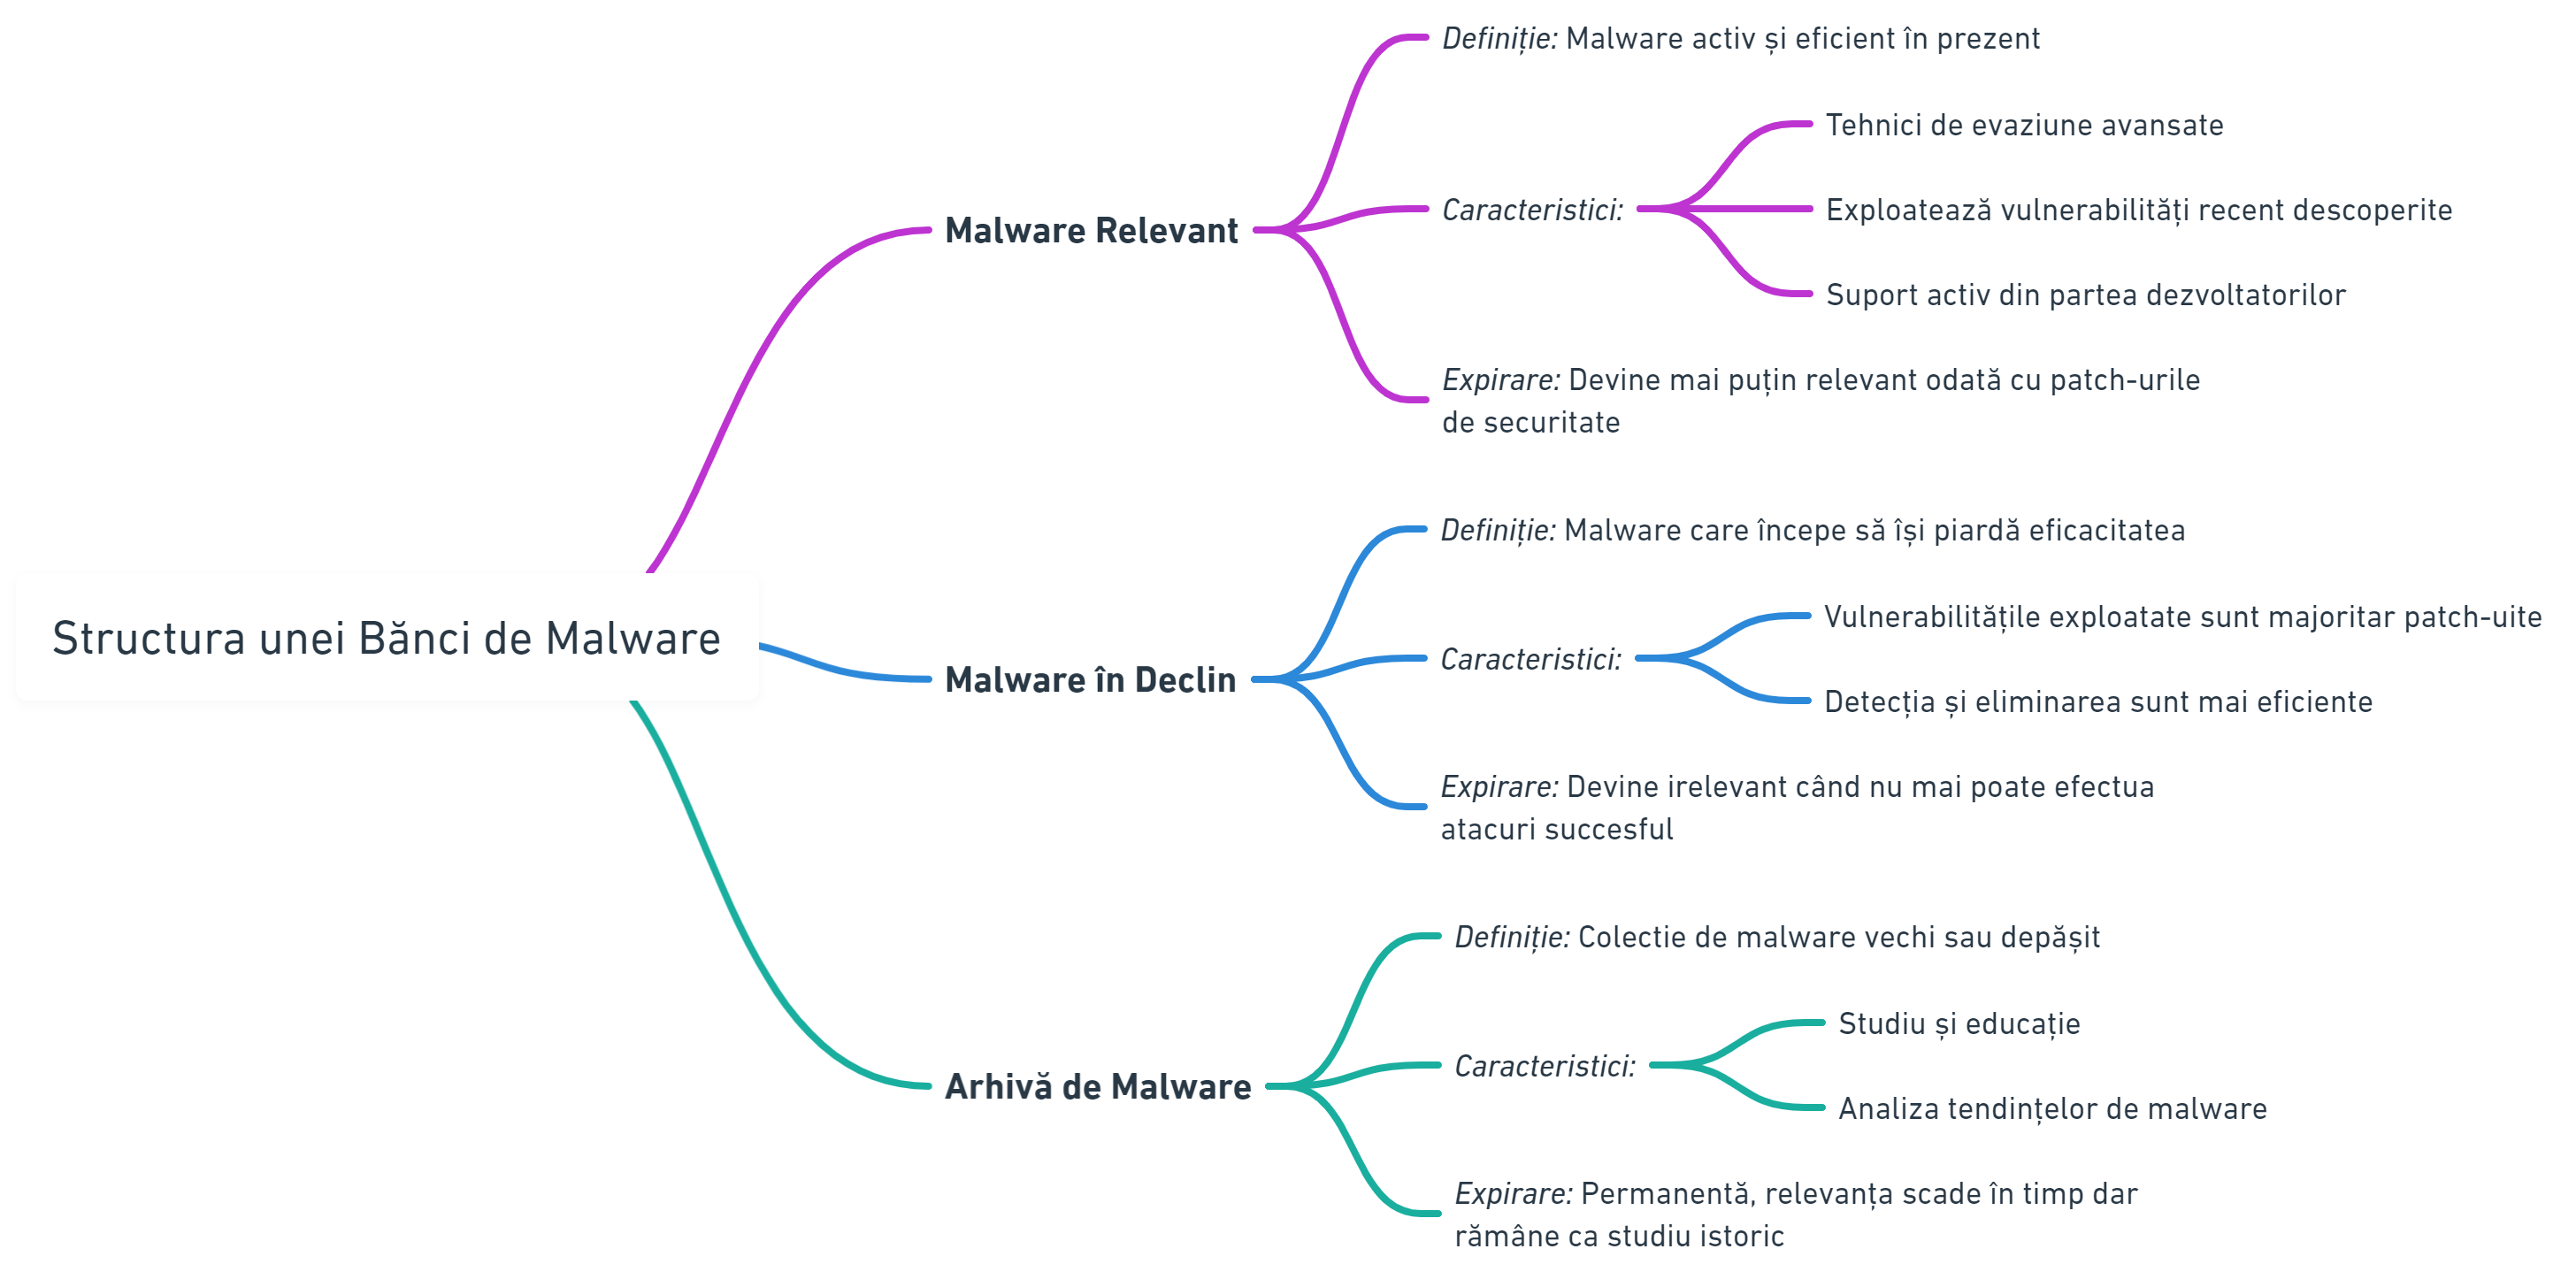 Structura unei Bănci de Malware
Malware Relevant
Definiție: Malware activ și eficient în prezent
Caracteristici:
Tehnici de evaziune avansate
Exploatează vulnerabilități recent descoperite
Suport activ din partea dezvoltatorilor
Expirare: Devine mai puțin relevant odată cu patch-urile
de securitate
Malware în Declin
Definiție: Malware care începe să își piardă eficacitatea
Caracteristici:
Vulnerabilitățile exploatate sunt majoritar patch-uite
Detecția și eliminarea sunt mai eficiente
Expirare: Devine irelevant când nu mai poate efectua
atacuri succesful
Arhivă de Malware
Definiție: Colectie de malware vechi sau depășit
Caracteristici:
Studiu și educație
Analiza tendințelor de malware
Expirare: Permanentă, relevanța scade în timp dar
rămâne ca studiu istoric